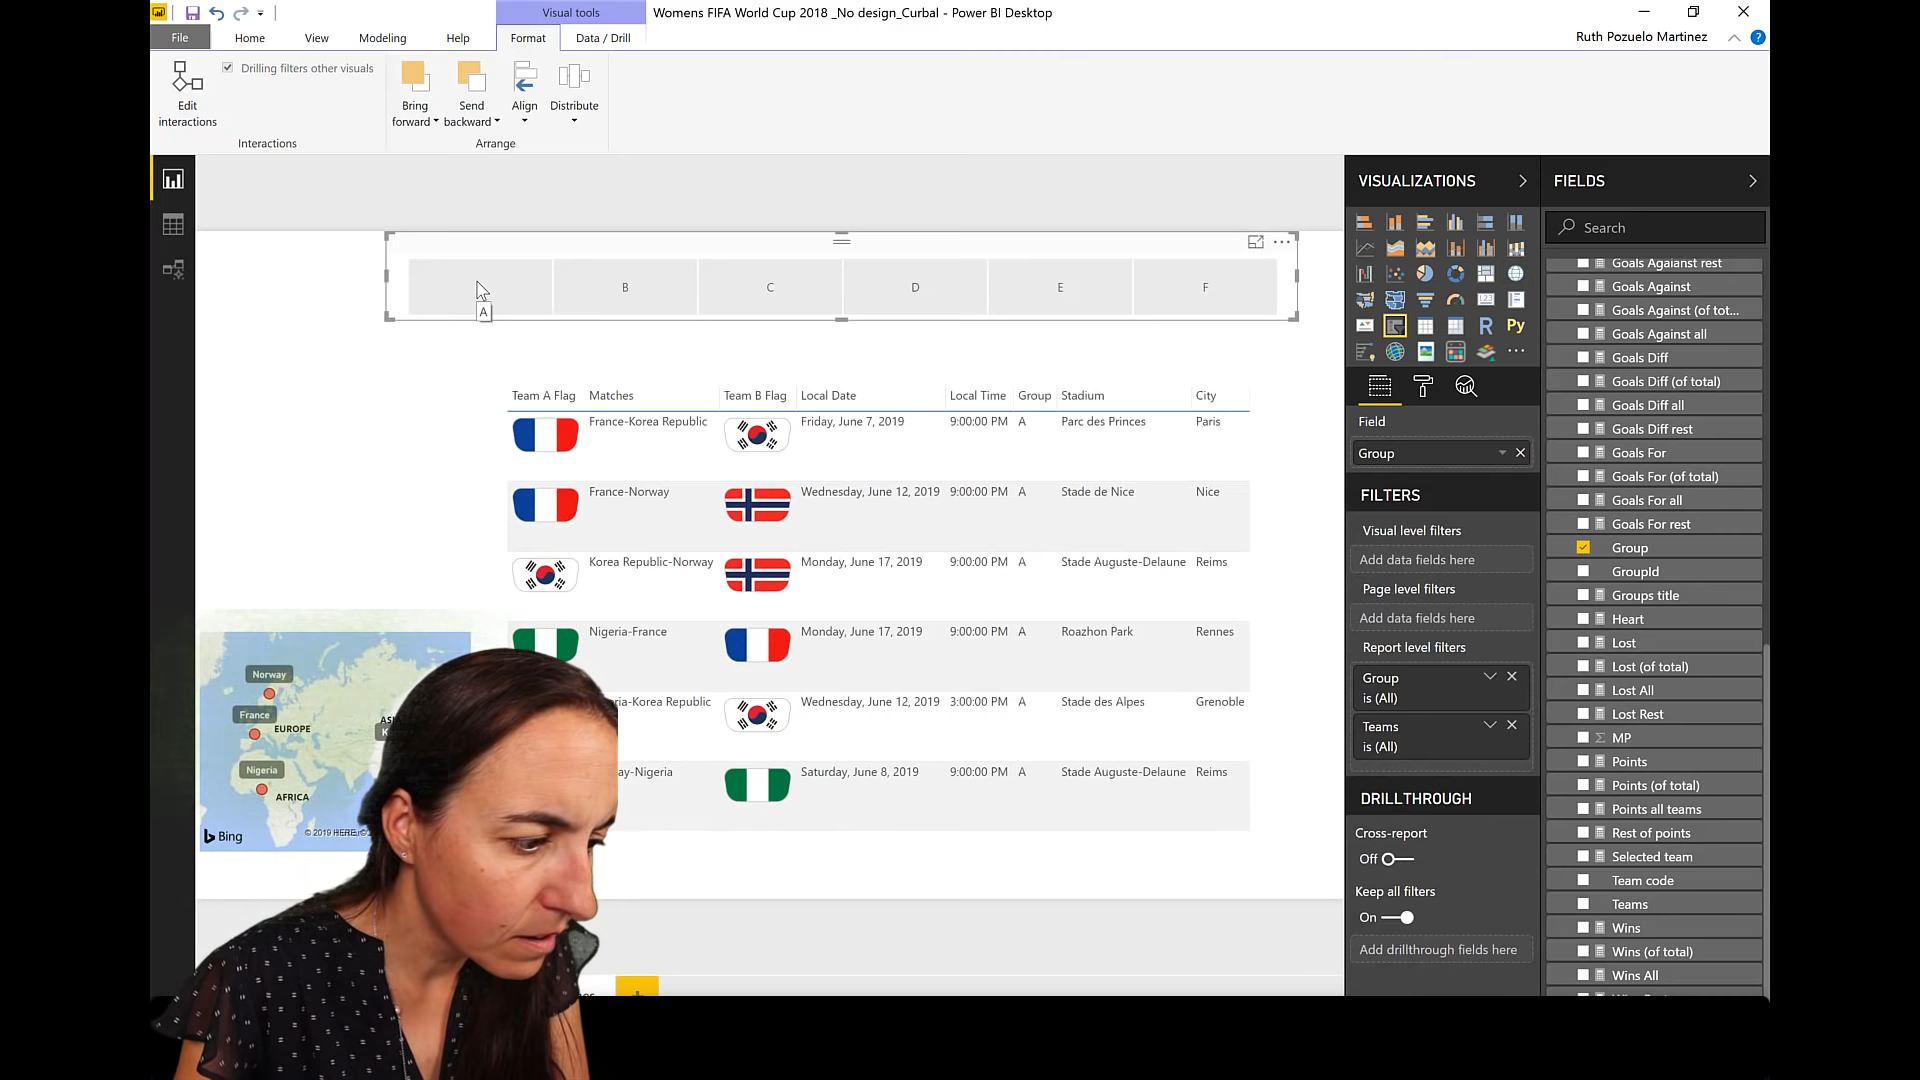 Visual tools
Womens FIFA World Cup 2018 _No design_Curbal - Power BI Desktop
File
Home
View
Modeling
Help
Format
Data / Drill
Ruth Pozuelo Martinez
?
Edit interactions
Drilling filters other visuals
Bring forward
Send backward
Align
Distribute
Interactions
Arrange
A
B
C
D
E
F
Team A Flag Matches Team B Flag Local Date Local Time Group Stadium City
France-Korea Republic Friday, June 7, 2019 9:00:00 PM A Parc des Princes Paris
France-Norway Wednesday, June 12, 2019 9:00:00 PM A Stade de Nice Nice
Korea Republic-Norway Monday, June 17, 2019 9:00:00 PM A Stade Auguste-Delaune Reims
Nigeria-France Monday, June 17, 2019 9:00:00 PM A Roazhon Park Rennes
ria-Korea Republic Wednesday, June 12, 2019 3:00:00 PM A Stade des Alpes Grenoble
ay-Nigeria Saturday, June 8, 2019 9:00:00 PM A Stade Auguste-Delaune Reims
Norway
France
EUROPE
Nigeria
AFRICA
Bing
© 2019 HERE
VISUALIZATIONS
R
Py
Field
Group
FILTERS
Visual level filters
Add data fields here
Page level filters
Add data fields here
Report level filters
Group
is (All)
Teams
is (All)
DRILLTHROUGH
Cross-report
Off
Keep all filters
On
Add drillthrough fields here
FIELDS
Search
Goals Agaianst rest
Goals Against
Goals Against (of tot...
Goals Against all
Goals Diff
Goals Diff (of total)
Goals Diff all
Goals Diff rest
Goals For
Goals For (of total)
Goals For all
Goals For rest
Group
GroupId
Groups title
Heart
Lost
Lost (of total)
Lost All
Lost Rest
MP
Points
Points (of total)
Points all teams
Rest of points
Selected team
Team code
Teams
Wins
Wins (of total)
Wins All